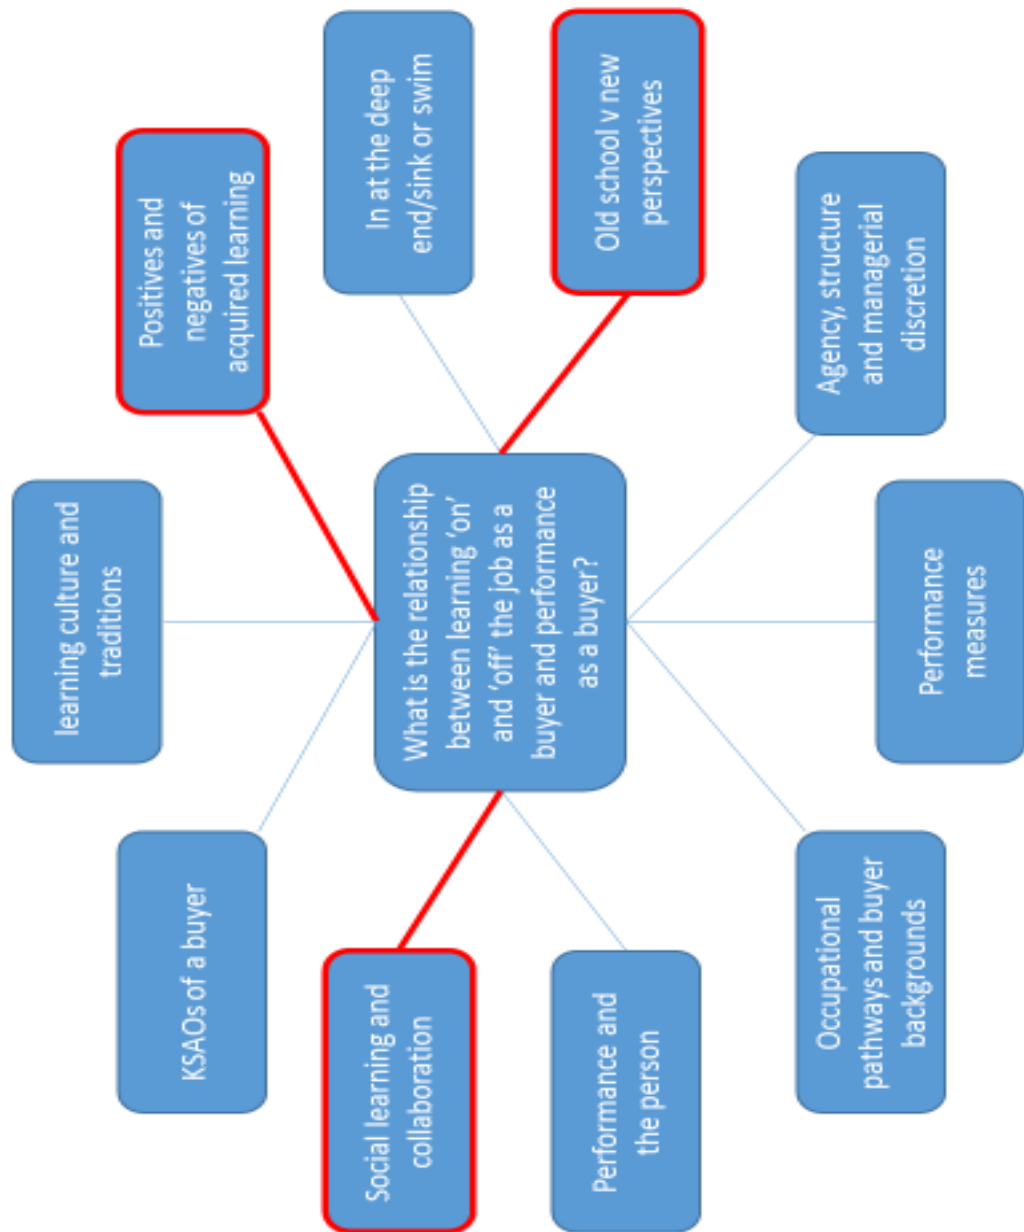 learning culture and
traditions
Positives and
negatives of
acquired learning
In at the deep
end/sink or swim
Old school v new
perspectives
Agency, structure
and managerial
discretion
Performance
measures
Occupational
pathways and buyer
backgrounds
Performance and
the person
Social learning and
collaboration
KSAOs of a buyer
What is the relationship
between learning ‘on’
and ‘off’ the job as a
buyer and performance
as a buyer?